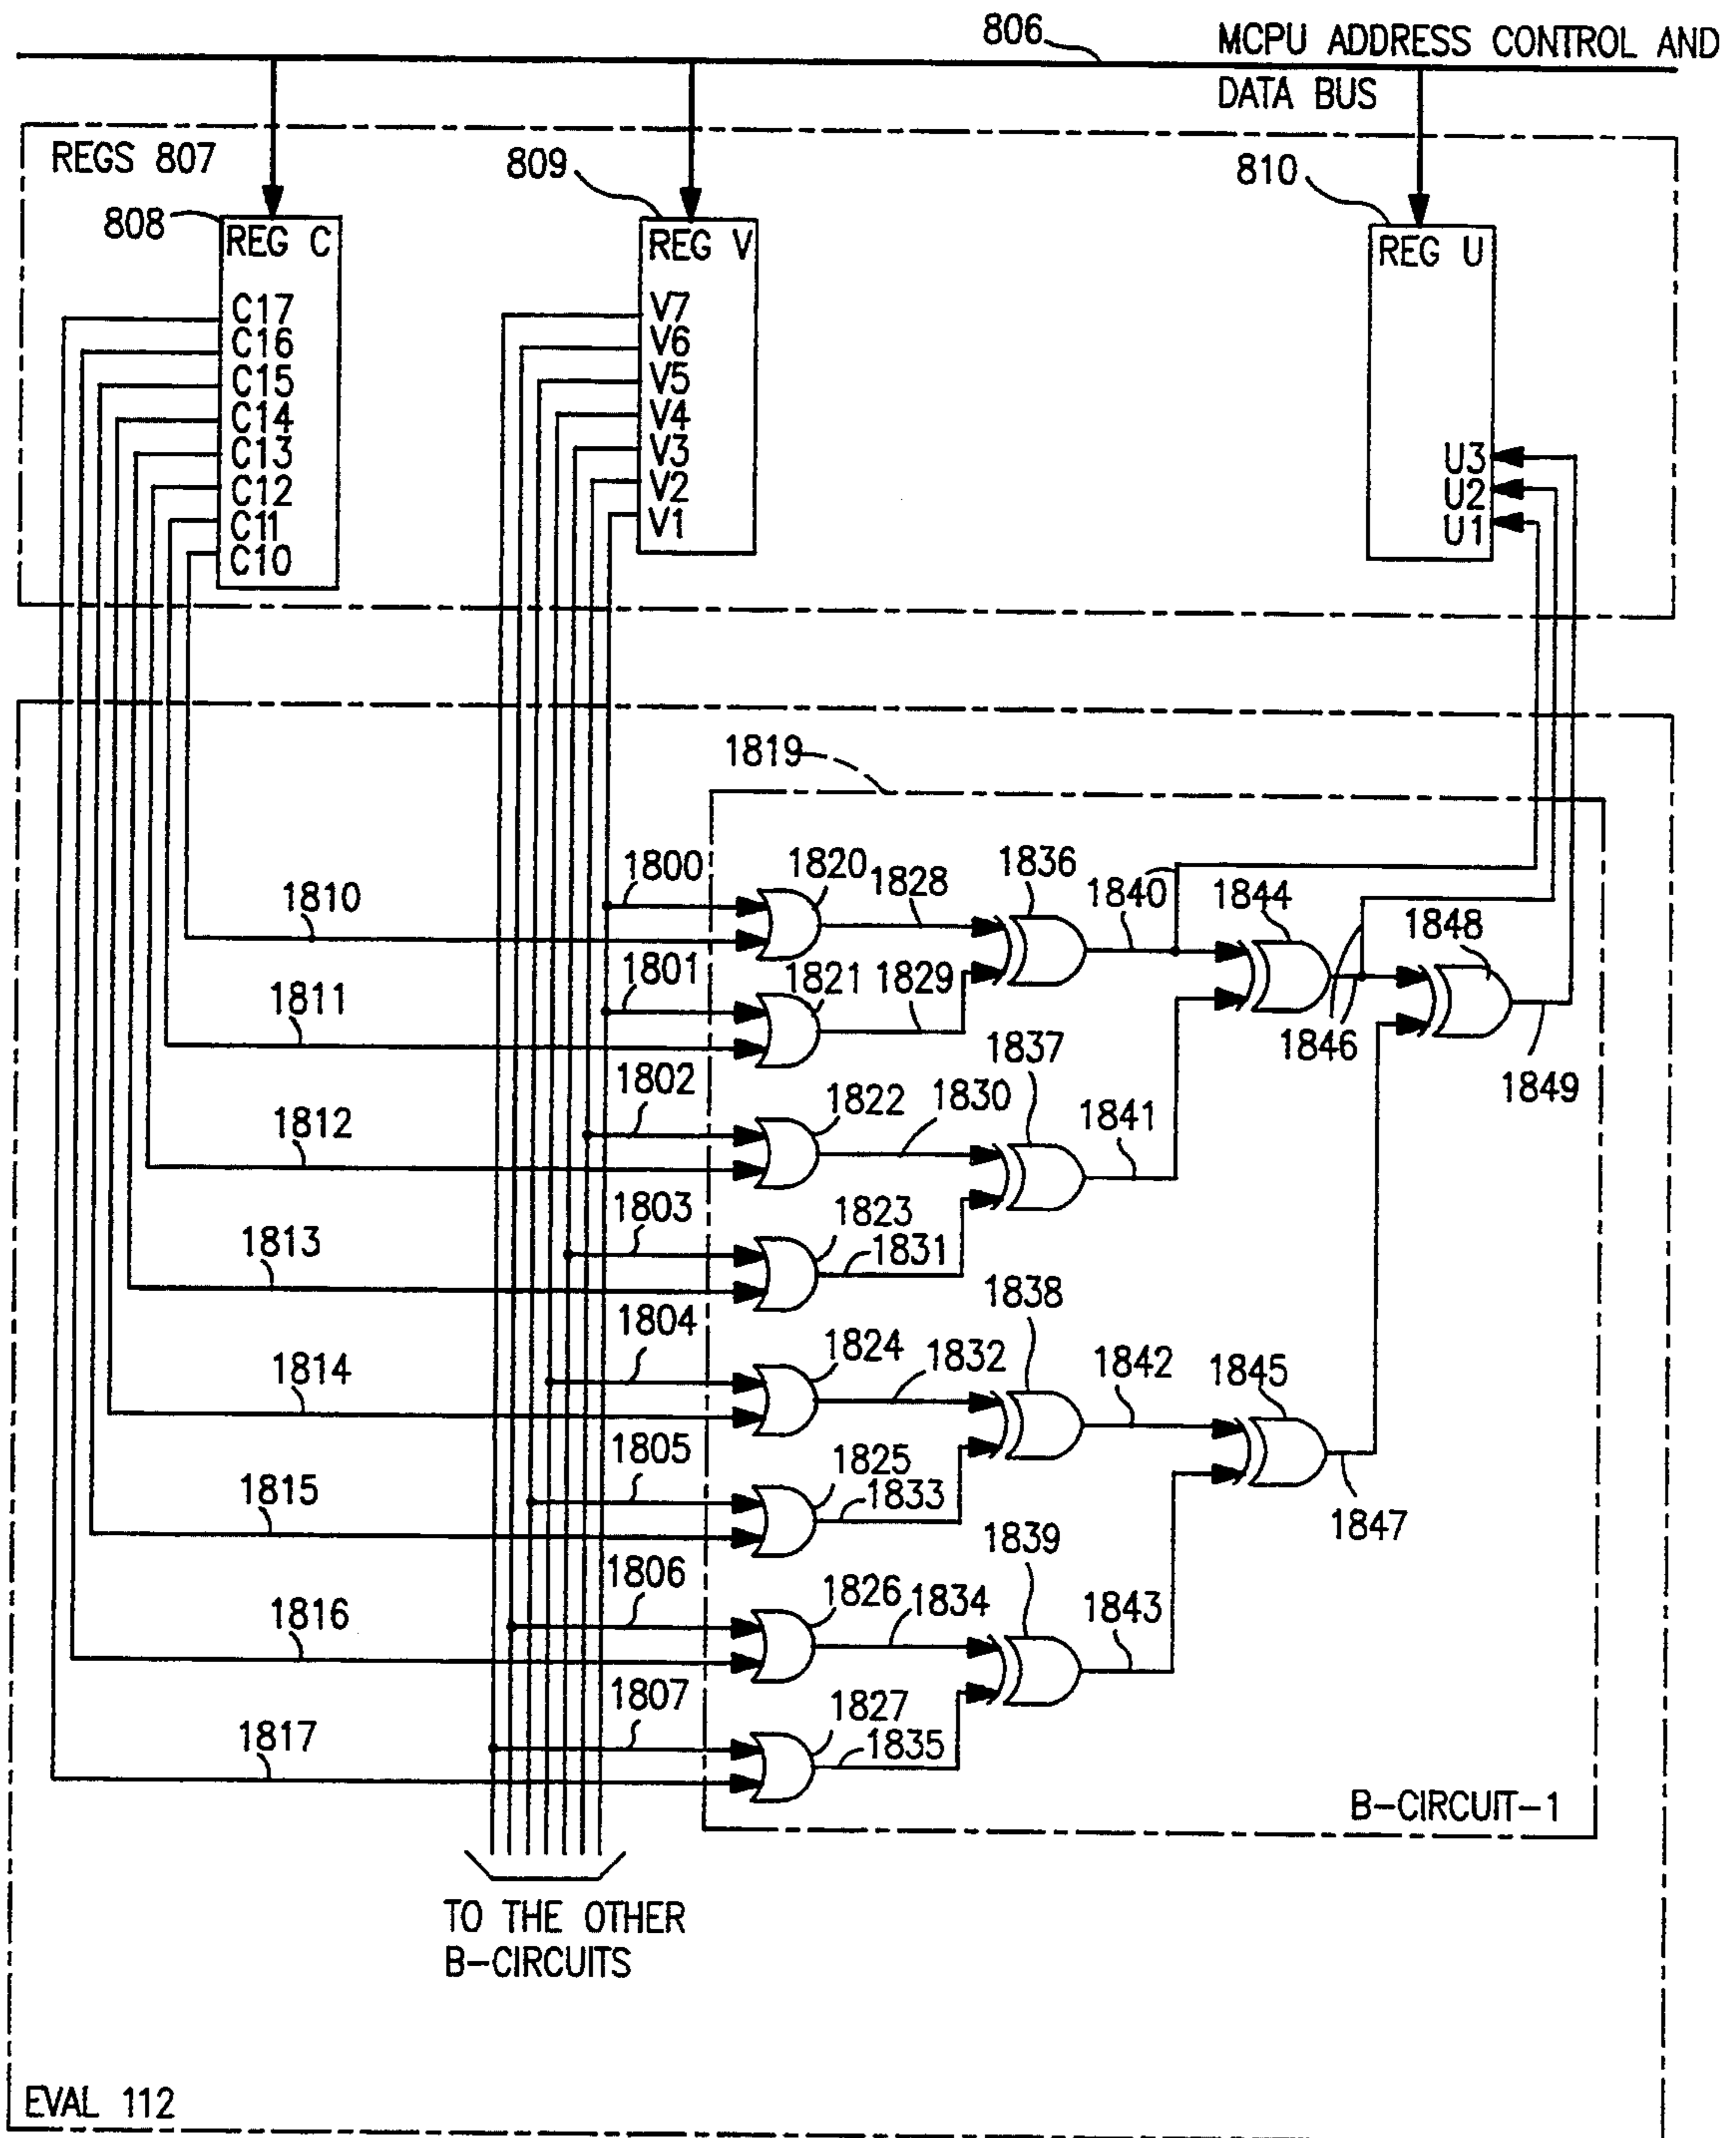 806
MCPU ADDRESS CONTROL AND
DATA BUS
REGS 807
809
810
808
REG C
REG V
REG U
C17
C16
C15
C14
C13
C12
C11
C10
V7
V6
V5
V4
V3
V2
V1
U3
U2
U1
1819
1800
1820
1828
1836
1840
1844
1848
1810
1801
1821
1829
1846
1849
1811
1802
1822
1830
1837
1841
1812
1803
1823
1831
1813
1804
1824
1832
1838
1842
1845
1814
1805
1825
1833
1847
1815
1806
1826
1834
1839
1843
1816
1807
1827
1835
1817
B-CIRCUIT-1
TO THE OTHER
B-CIRCUITS
EVAL 112